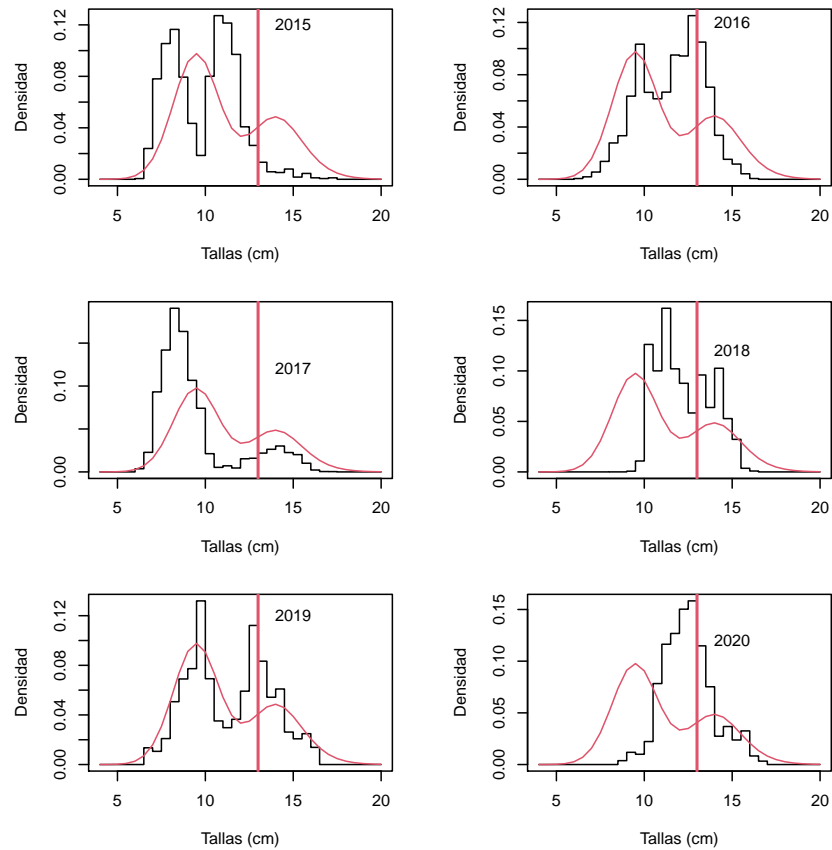 2015
0.00 0.04 0.08 0.12
Densidad
5 10 15 20
Tallas (cm)
2016
0.00 0.04 0.08 0.12
Densidad
5 10 15 20
Tallas (cm)
2017
0.00 0.10
Densidad
5 10 15 20
Tallas (cm)
2018
0.00 0.05 0.10 0.15
Densidad
5 10 15 20
Tallas (cm)
2019
0.00 0.04 0.08 0.12
Densidad
5 10 15 20
Tallas (cm)
2020
0.00 0.05 0.10 0.15
Densidad
5 10 15 20
Tallas (cm)